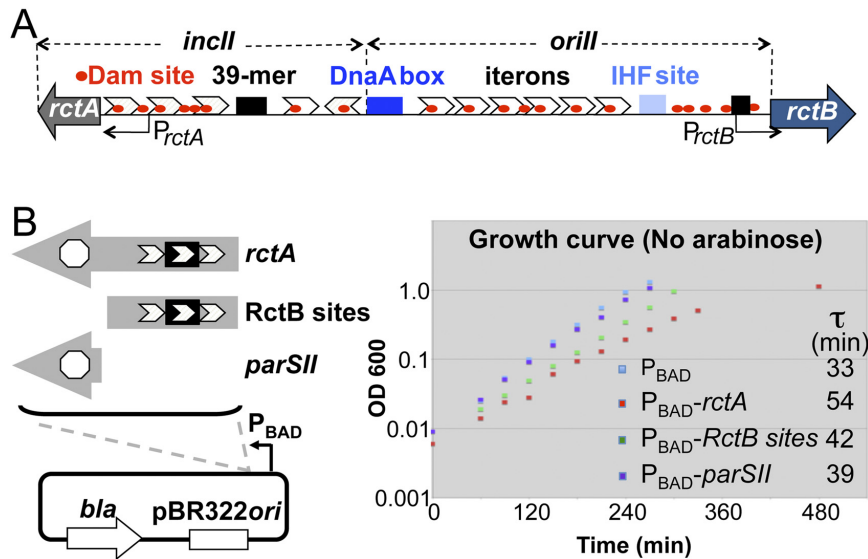 A
incII
oriII
Dam site
39-mer
DnaA box
iterons
IHF site
rctA
PrctA
PrctB
rctB
B
rctA
RctB sites
parSII
PBAD
bla
pBR322ori
Growth curve (No arabinose)
OD 600
1.0
0.1
0.01
0.001
0
120
240
360
480
Time (min)
τ
(min)
PBAD 33
PBAD-rctA 54
PBAD-RctB sites 42
PBAD-parSII 39